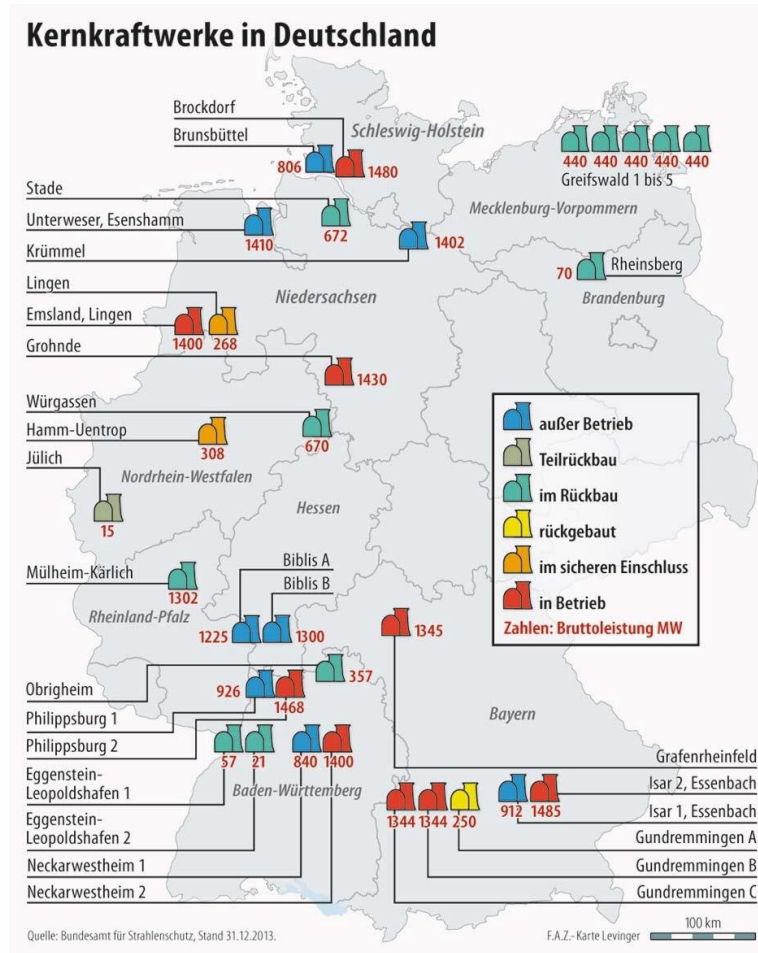 Kernkraftwerke in Deutschland
Brockdorf
Brunsbüttel
Schleswig-Holstein
806
1480
440 440 440 440 440
Greifswald 1 bis 5
Stade
672
Mecklenburg-Vorpommern
Unterweser, Esenshamm
1410
1402
Krümmel
70
Rheinsberg
Brandenburg
Lingen
Niedersachsen
Emsland, Lingen
1400
268
Grohnde
1430
Würgassen
670
Hamm-Uentrop
308
Jülich
Nordrhein-Westfalen
15
Hessen
außer Betrieb
Teilrückbau
im Rückbau
rückgebaut
im sicheren Einschluss
in Betrieb
Zahlen: Bruttoleistung MW
Biblis A
Biblis B
Mülheim-Kärlich
1302
Rheinland-Pfalz
1225
1300
1345
357
Obrigheim
926
1468
Philippsburg 1
Bayern
Philippsburg 2
57
21
840
1400
Grafenrheinfeld
Eggenstein-
Leopoldshafen 1
Baden-Württemberg
Isar 2, Essenbach
912
1485
Isar 1, Essenbach
1344
1344
250
Eggenstein-
Leopoldshafen 2
Gundremmingen A
Neckarwestheim 1
Gundremmingen B
Neckarwestheim 2
Gundremmingen C
Quelle: Bundesamt für Strahlenschutz, Stand 31.12.2013.
F.A.Z.- Karte Levinger
100 km